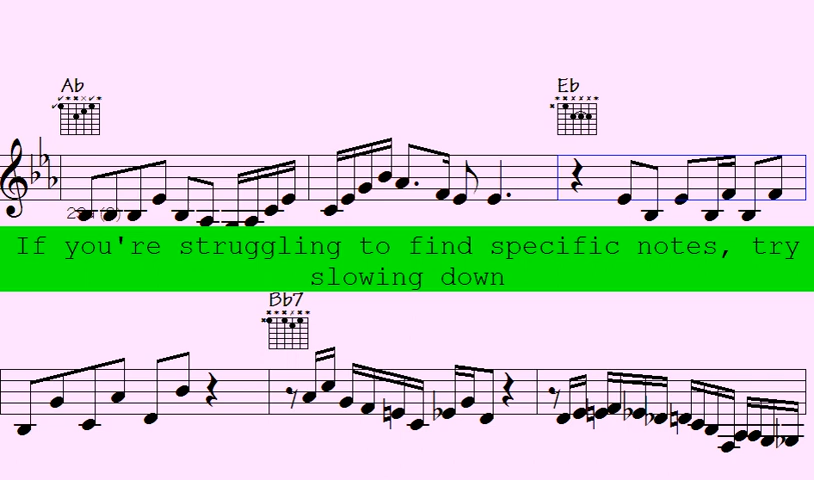 Ab
Eb
If you're struggling to find specific notes, try
slowing down
Bb7